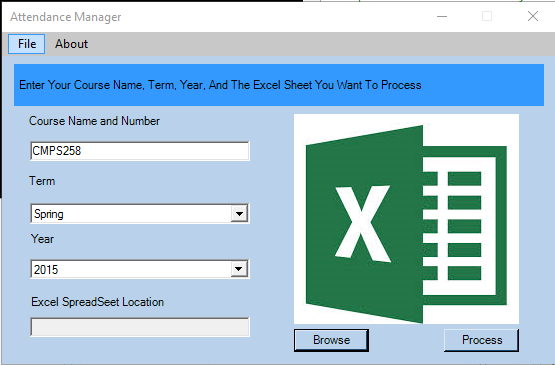 Attendance Manager
File About
Enter Your Course Name, Term, Year, And The Excel Sheet You Want To Process
Course Name and Number
CMPS258
Term
Spring
Year
2015
Excel SpreadSeet Location
X
Browse Process